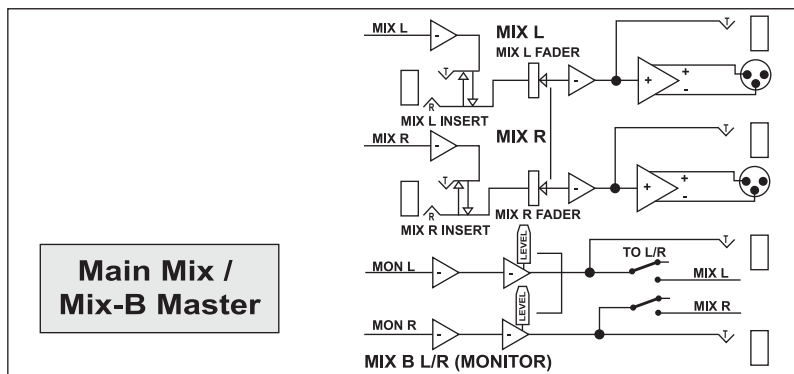 MIX L
MIX L
MIX L FADER
T
T
-
-
+
+
-
R
MIX L INSERT
MIX R
MIX R
T
T
-
-
+
+
-
R
MIX R INSERT
MIX R FADER
Main Mix /
Mix-B Master
LEVEL
TO L/R
T
MON L
-
-
MIX L
LEVEL
MIX R
MON R
-
-
T
MIX B L/R (MONITOR)